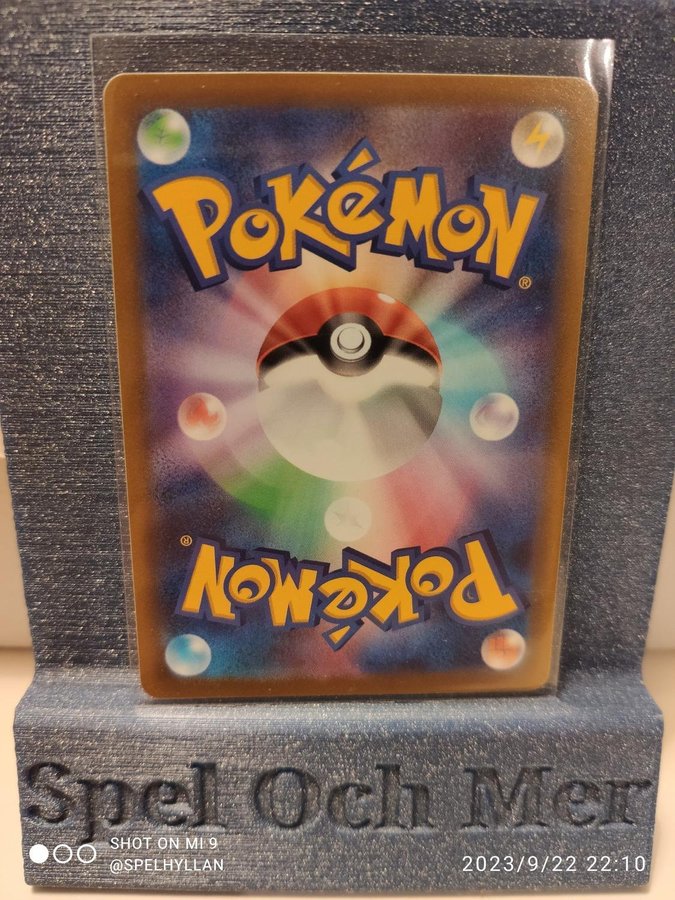 POKéMON
®
®
POKéMON
Spel Och Mer
SHOT ON MI 9
@SPELHYLLAN
2023/9/22 22:10